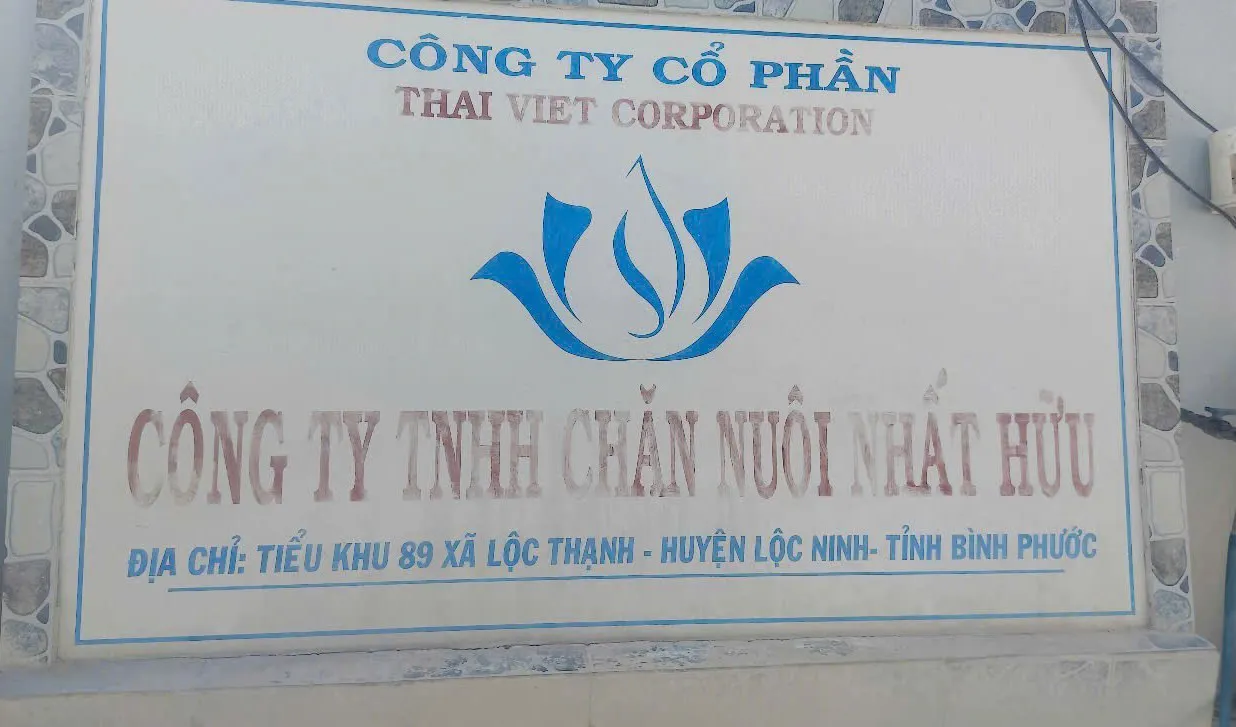 CÔNG TY CỔ PHẦN
THAI VIET CORPORATION
CÔNG TY TNHH CHĂN NUÔI NHẤT HỮU
ĐỊA CHỈ: TIỂU KHU 89 XÃ LỘC THẠNH - HUYỆN LỘC NINH- TỈNH BÌNH PHƯỚC